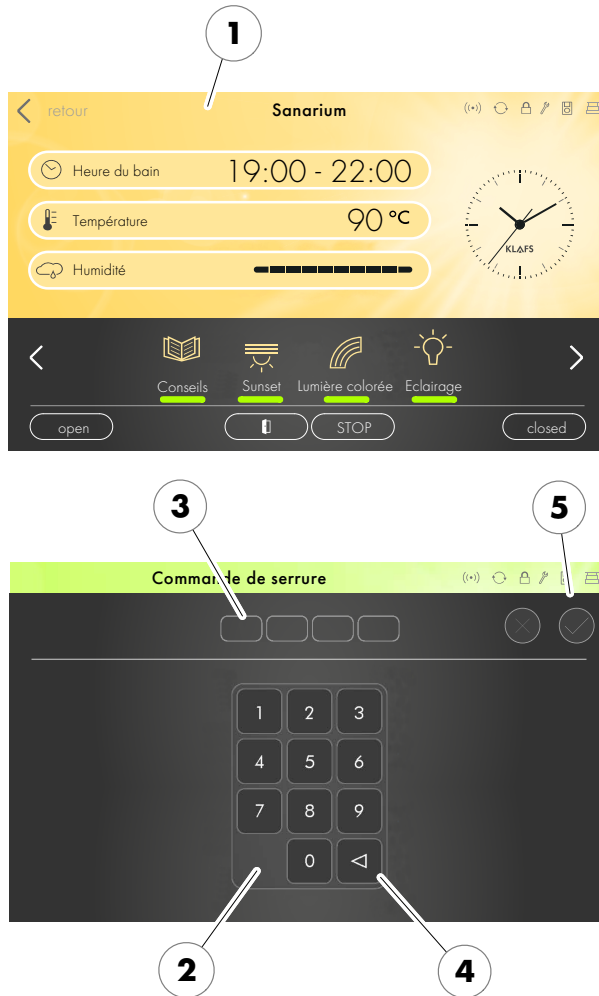 1
retour Sanarium
Heure du bain 19:00 - 22:00
Température 90 °C
KLAFS
Humidité
Conseils Sunset Lumière colorée Eclairage
open STOP closed
3 5
Commande de serrure
1 2 3
4 5 6
7 8 9
0
2 4